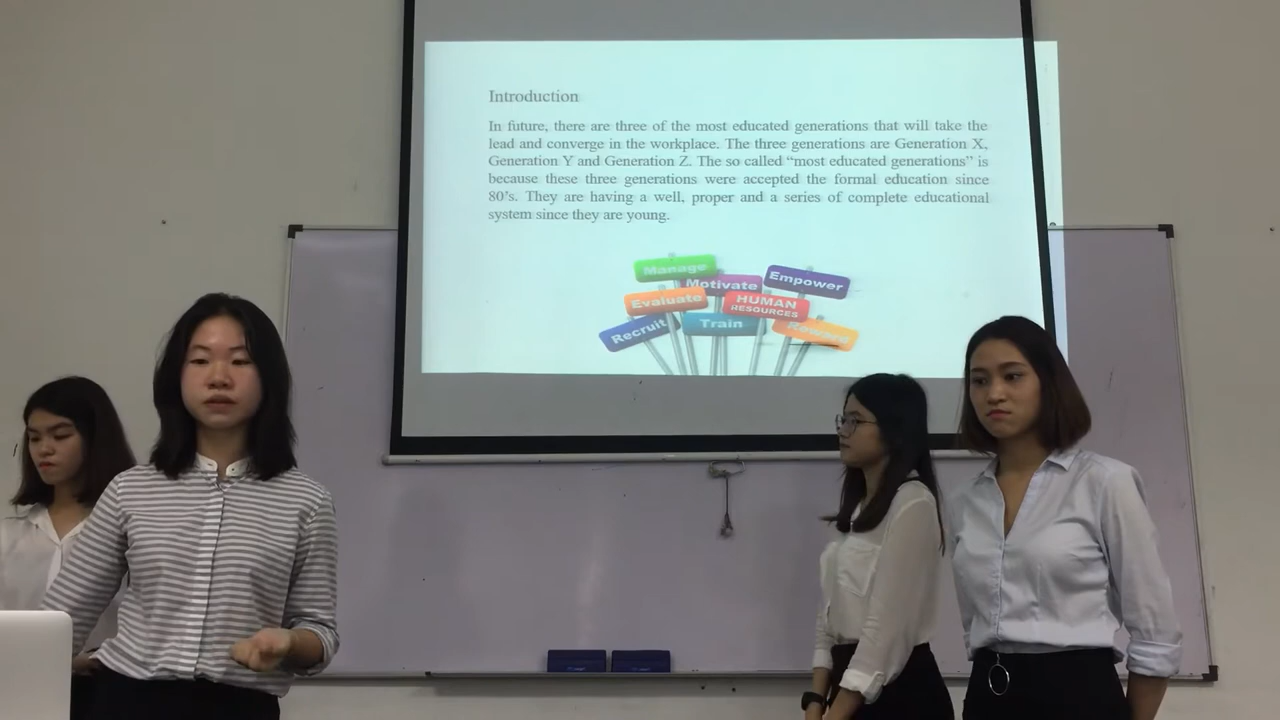 Introduction
In future, there are three of the most educated generations that will take the
lead and converge in the workplace. The three generations are Generation X,
Generation Y and Generation Z. The so called “most educated generations” is
because these three generations were accepted the formal education since
80’s. They are having a well, proper and a series of complete educational
system since they are young.
Manage
Motivate
Empower
Evaluate
HUMAN
RESOURCES
Recruit
Train
Reward